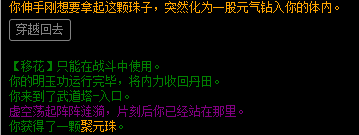 你伸手刚想要拿起这颗珠子，突然化为一股元气钻入你的体内。
穿越回去
【移花】只能在战斗中使用。
你的明玉功运行完毕，将内力收回丹田。
你来到了武道塔-入口。
虚空荡起阵阵涟漪，片刻后你已经站在那里。
你获得了一颗聚元珠。